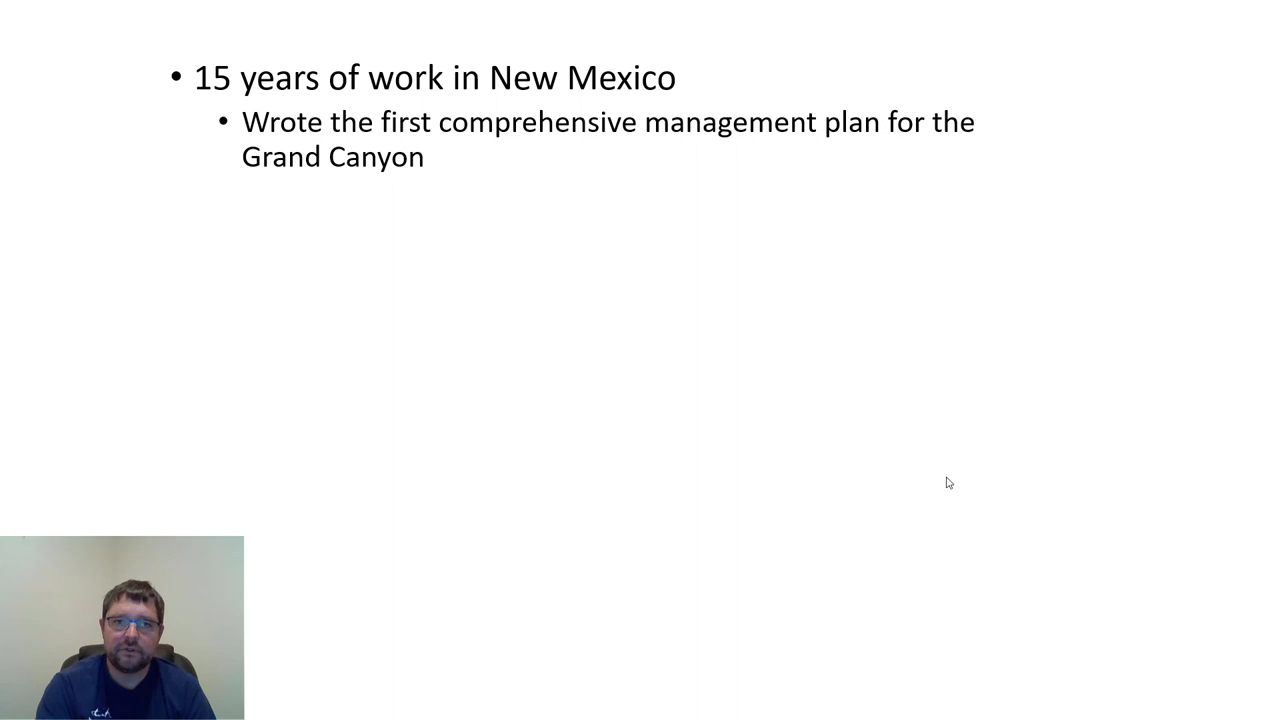 • 15 years of work in New Mexico
• Wrote the first comprehensive management plan for the
Grand Canyon